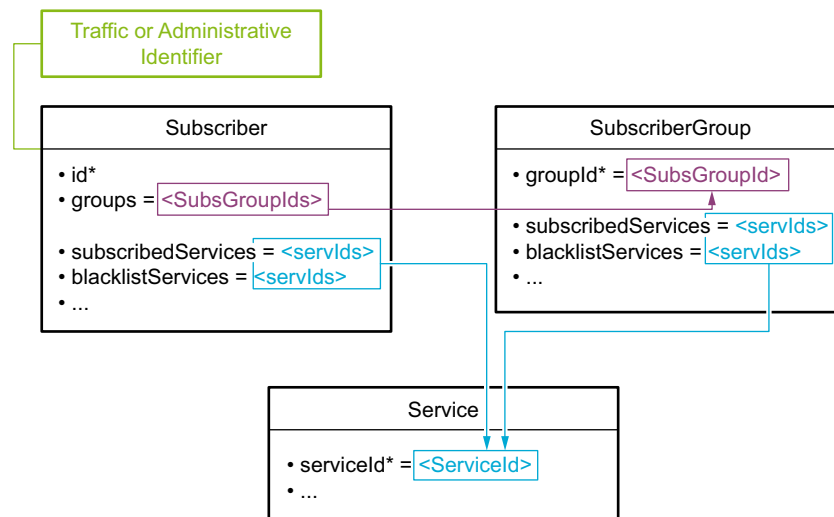 Traffic or Administrative
Identifier
Subscriber
• id*
• groups = <SubsGroupIds>
• subscribedServices = <servIds>
• blacklistServices = <servIds>
• ...
SubscriberGroup
• groupId* = <SubsGroupId>
• subscribedServices = <servIds>
• blacklistServices = <servIds>
• ...
Service
• serviceId* = <ServiceId>
• ...